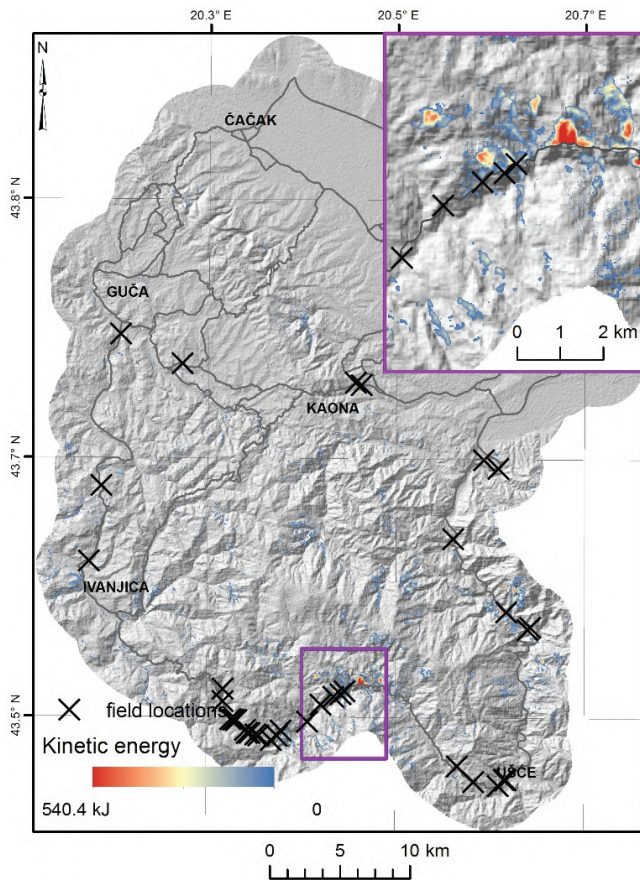 20.3
20.5
20.7
N
ČAČAK
43.8° N
GUČA
0 1 2 km
KAONA
43.7° N
IVANJICA
field locations
43.5° N
Kinetic energy
UŠĆE
540.4 kJ 0
0 5 10 km